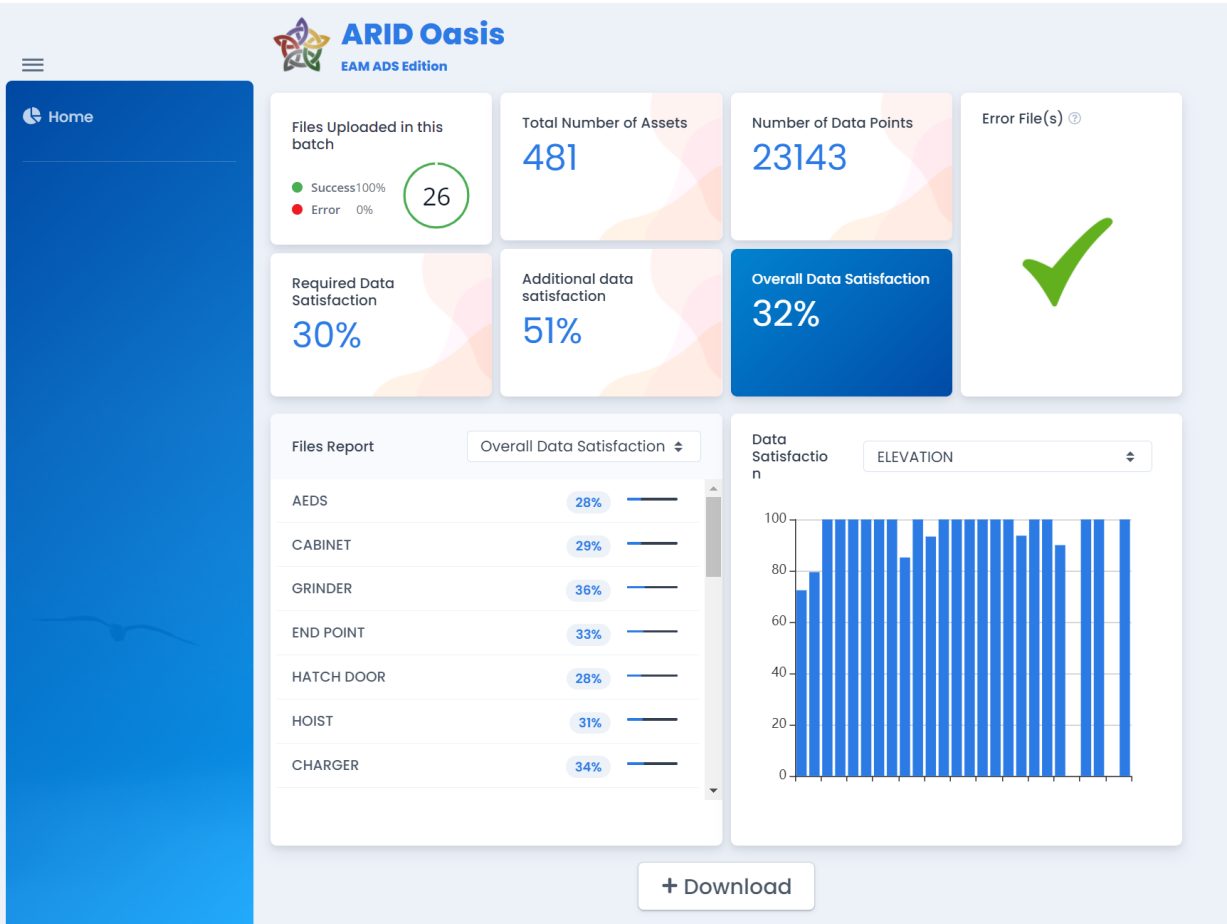 ARID Oasis
EAM ADS Edition
Home
Files Uploaded in this
batch
Success 100%
Error 0%
26
Total Number of Assets
481
Number of Data Points
23143
Error File(s) ?
Required Data
Satisfaction
30%
Additional data
satisfaction
51%
Overall Data Satisfaction
32%
Files Report
Overall Data Satisfaction
AEDS 28%
CABINET 29%
GRINDER 36%
END POINT 33%
HATCH DOOR 28%
HOIST 31%
CHARGER 34%
Data
Satisfactio
n
ELEVATION
100
80
60
40
20
0
+ Download